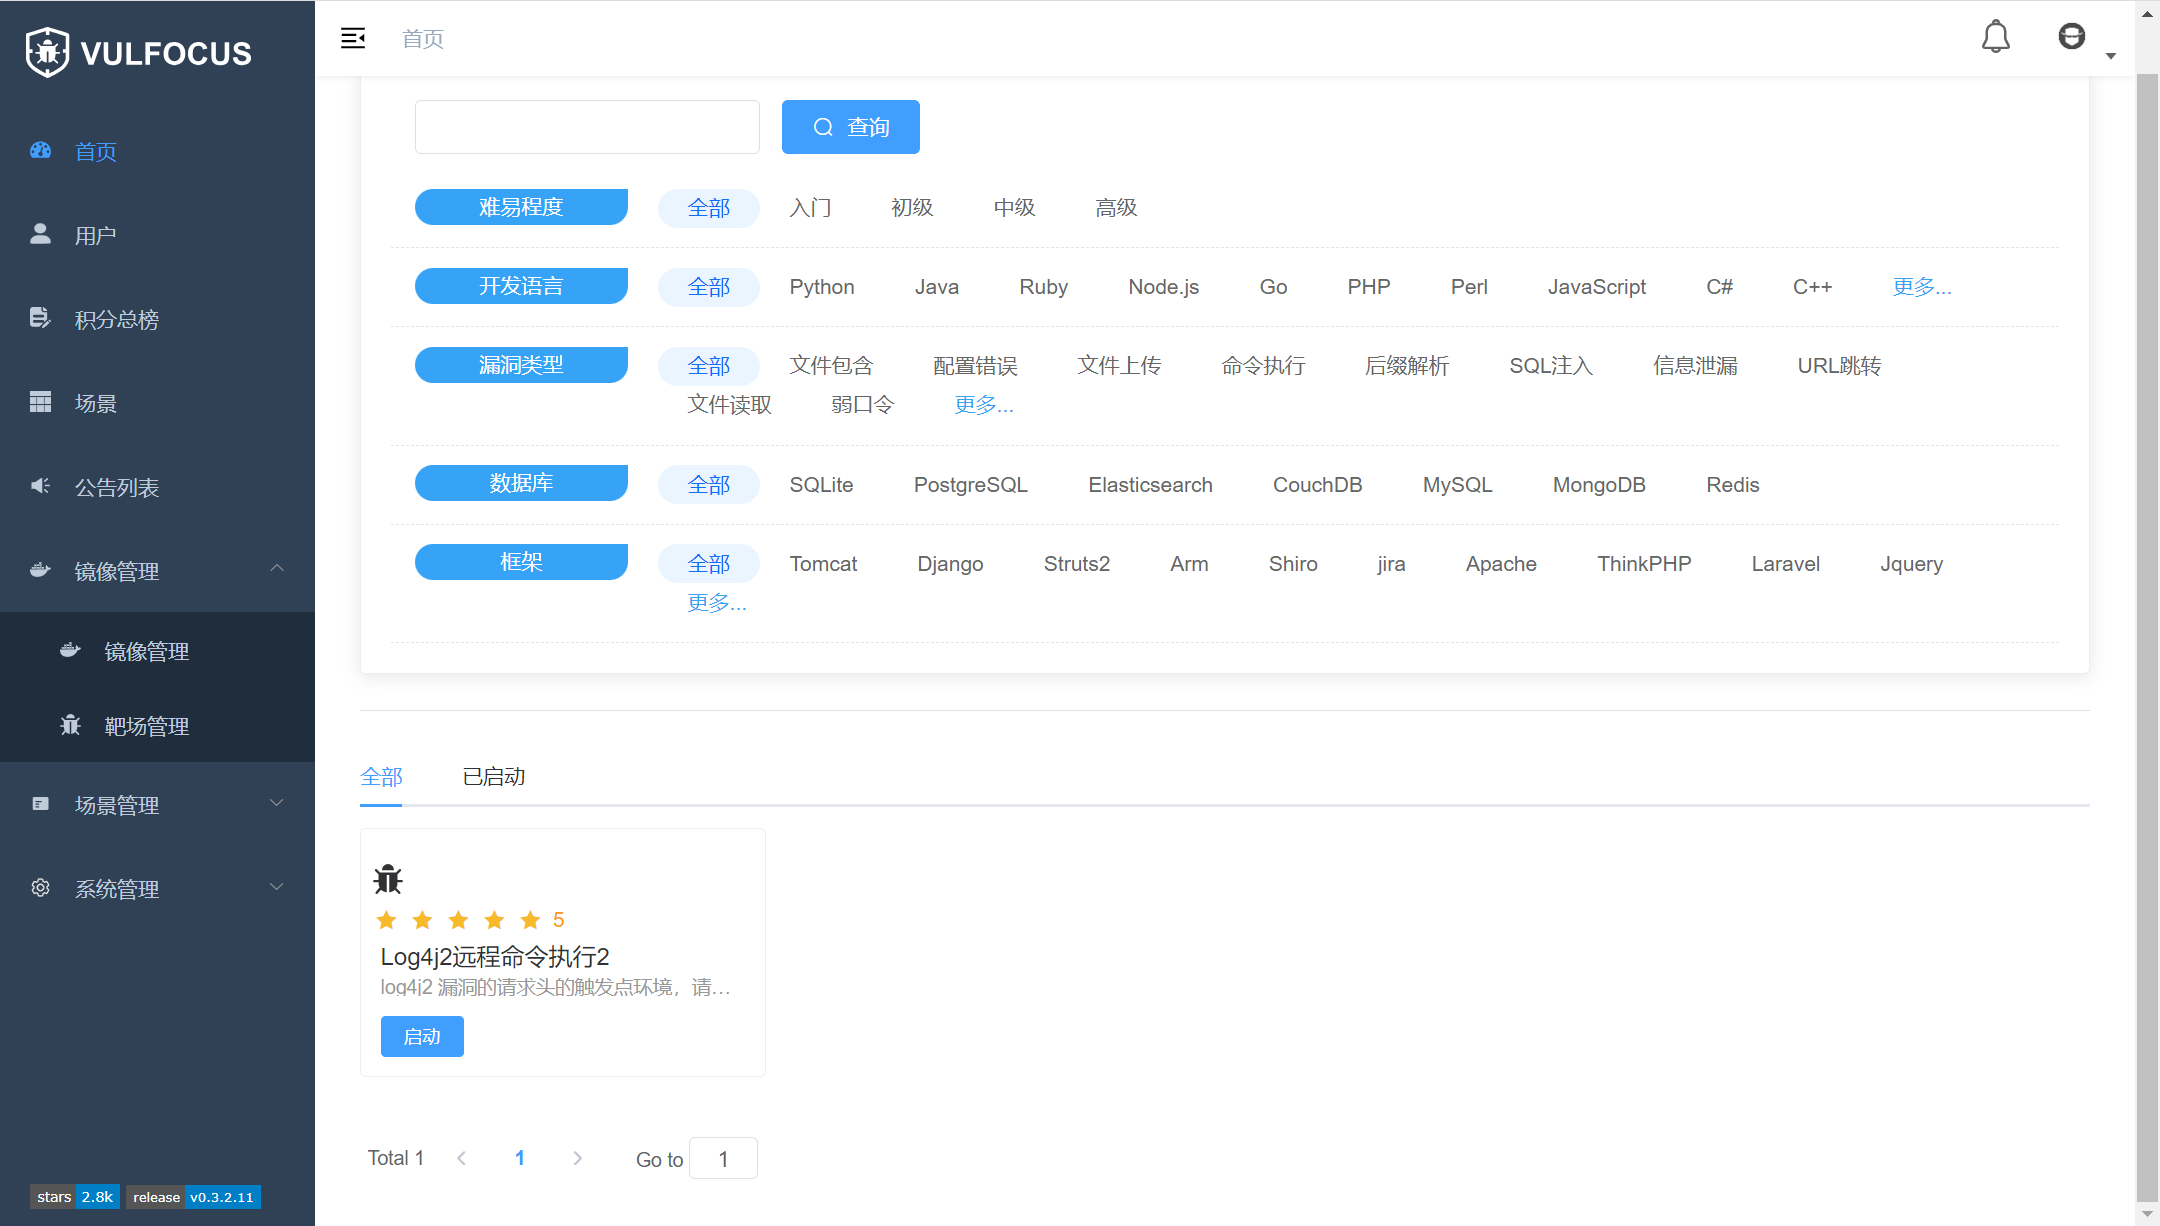 VULFOCUS
首页
用户
积分总榜
场景
公告列表
镜像管理
镜像管理
靶场管理
场景管理
系统管理
stars 2.8k release v0.3.2.11
首页
查询
难易程度 全部 入门 初级 中级 高级
开发语言 全部 Python Java Ruby Node.js Go PHP Perl JavaScript C# C++ 更多...
漏洞类型 全部 文件包含 配置错误 文件上传 命令执行 后缀解析 SQL注入 信息泄漏 URL跳转
文件读取 弱口令 更多...
数据库 全部 SQLite PostgreSQL Elasticsearch CouchDB MySQL MongoDB Redis
框架 全部 Tomcat Django Struts2 Arm Shiro jira Apache ThinkPHP Laravel Jquery
更多...
全部 已启动
5
Log4j2远程命令执行2
log4j2 漏洞的请求头的触发点环境，请...
启动
Total 1 1 Go to 1